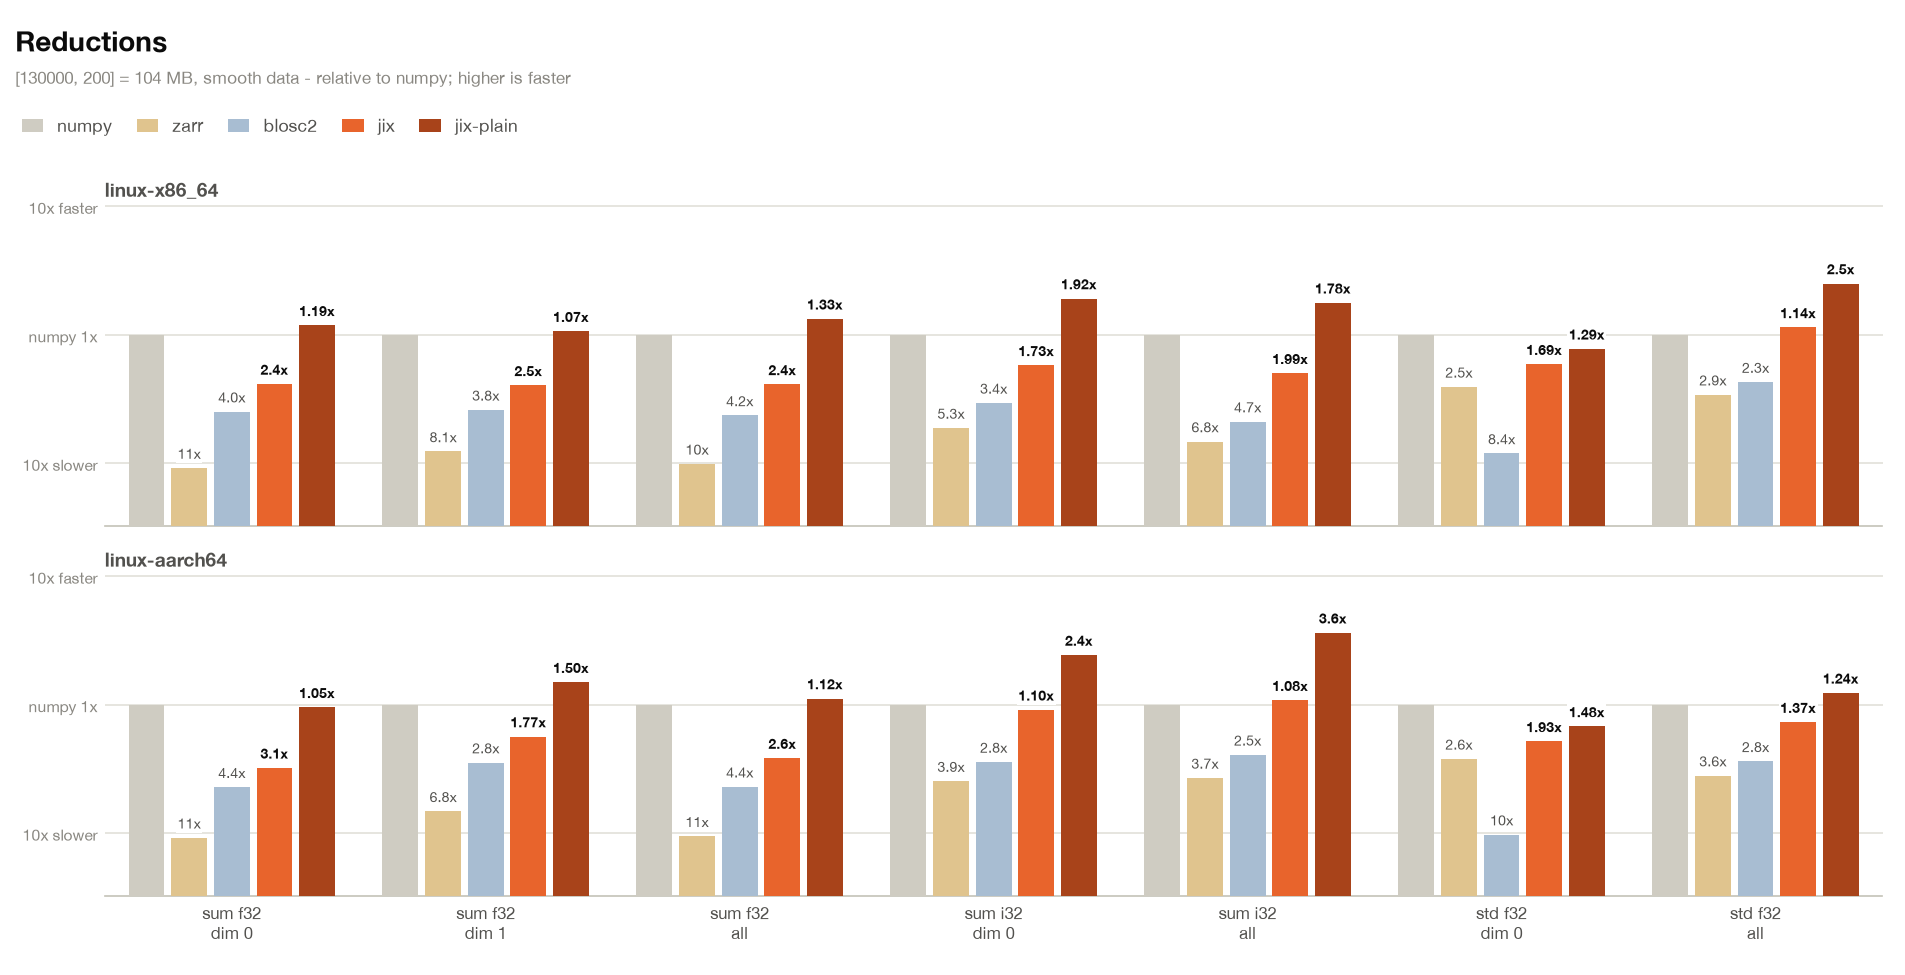 Reductions
[130000, 200] = 104 MB, smooth data - relative to numpy; higher is faster
numpy zarr blosc2 jix jix-plain
linux-x86_64
10x faster
numpy 1x
10x slower
11x 4.0x 2.4x 1.19x
8.1x 3.8x 2.5x 1.07x
10x 4.2x 2.4x 1.33x
5.3x 3.4x 1.73x 1.92x
6.8x 4.7x 1.99x 1.78x
2.5x 8.4x 1.69x 1.29x
2.9x 2.3x 1.14x 2.5x
linux-aarch64
10x faster
numpy 1x
10x slower
11x 4.4x 3.1x 1.05x
6.8x 2.8x 1.77x 1.50x
11x 4.4x 2.6x 1.12x
3.9x 2.8x 1.10x 2.4x
3.7x 2.5x 1.08x 3.6x
2.6x 10x 1.93x 1.48x
3.6x 2.8x 1.37x 1.24x
sum f32
dim 0
sum f32
dim 1
sum f32
all
sum i32
dim 0
sum i32
all
std f32
dim 0
std f32
all